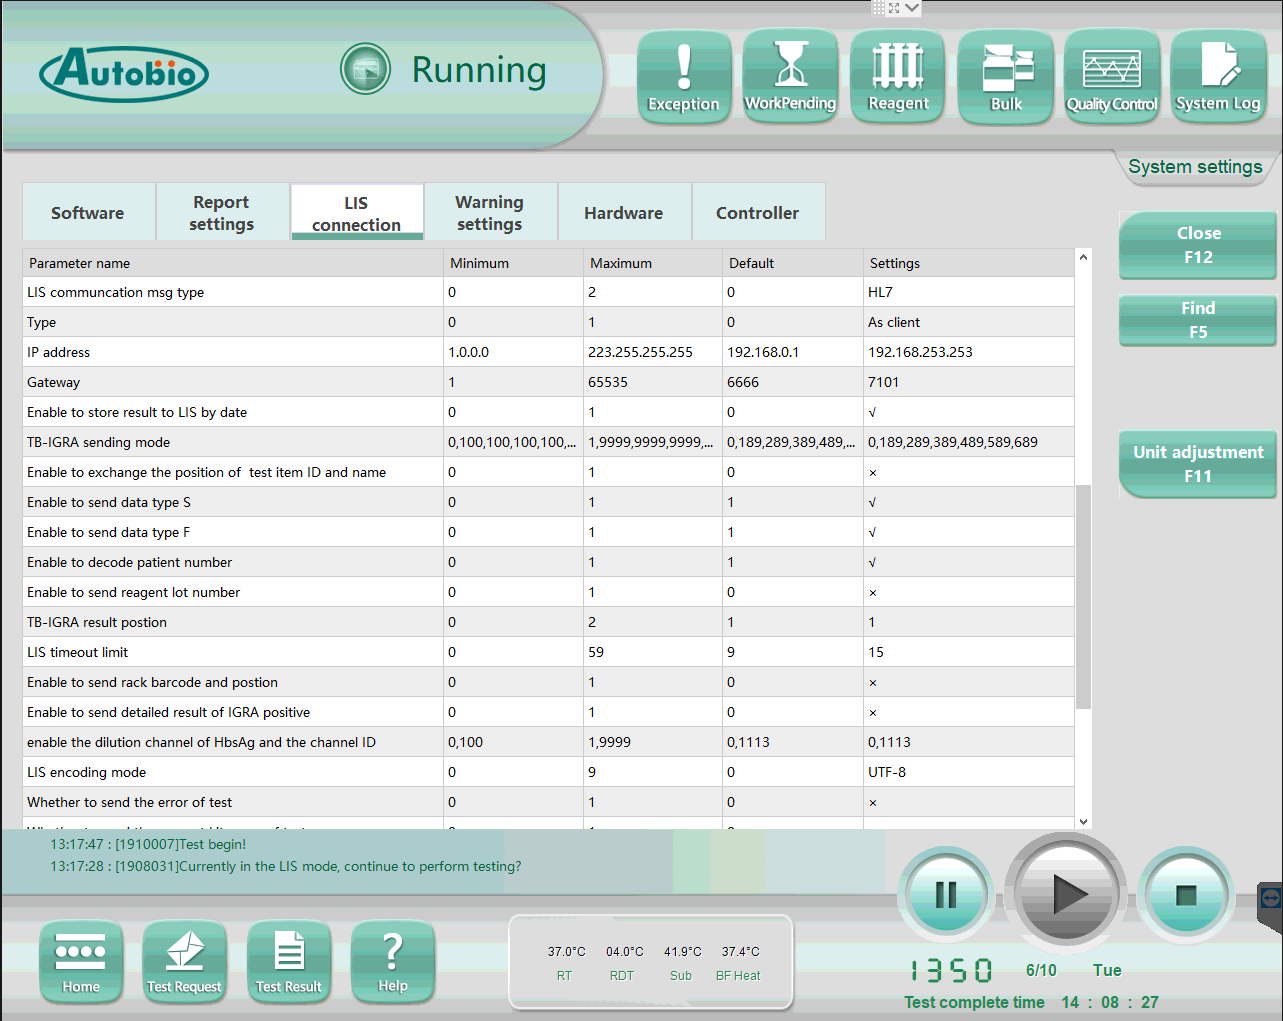 Autobio
Running
Exception
WorkPending
Reagent
Bulk
Quality Control
System Log
System settings
Software
Report settings
LIS connection
Warning settings
Hardware
Controller
Parameter name Minimum Maximum Default Settings
LIS communcation msg type 0 2 0 HL7
Type 0 1 0 As client
IP address 1.0.0.0 223.255.255.255 192.168.0.1 192.168.253.253
Gateway 1 65535 6666 7101
Enable to store result to LIS by date 0 1 0 √
TB-IGRA sending mode 0,100,100,100,100,... 1,9999,9999,9999,... 0,189,289,389,489,... 0,189,289,389,489,589,689
Enable to exchange the position of  test item ID and name 0 1 0 ×
Enable to send data type S 0 1 1 √
Enable to send data type F 0 1 1 √
Enable to decode patient number 0 1 1 √
Enable to send reagent lot number 0 1 0 ×
TB-IGRA result postion 0 2 1 1
LIS timeout limit 0 59 9 15
Enable to send rack barcode and postion 0 1 0 ×
Enable to send detailed result of IGRA positive 0 1 0 ×
enable the dilution channel of HbsAg and the channel ID 0,100 1,9999 0,1113 0,1113
LIS encoding mode 0 9 0 UTF-8
Whether to send the error of test 0 1 0 ×
Close
F12
Find
F5
Unit adjustment
F11
13:17:47 : [1910007]Test begin!
13:17:28 : [1908031]Currently in the LIS mode, continue to perform testing?
Home
Test Request
Test Result
Help
37.0°C 04.0°C 41.9°C 37.4°C
RT RDT Sub BF Heat
1350 6/10 Tue
Test complete time 14 : 08 : 27